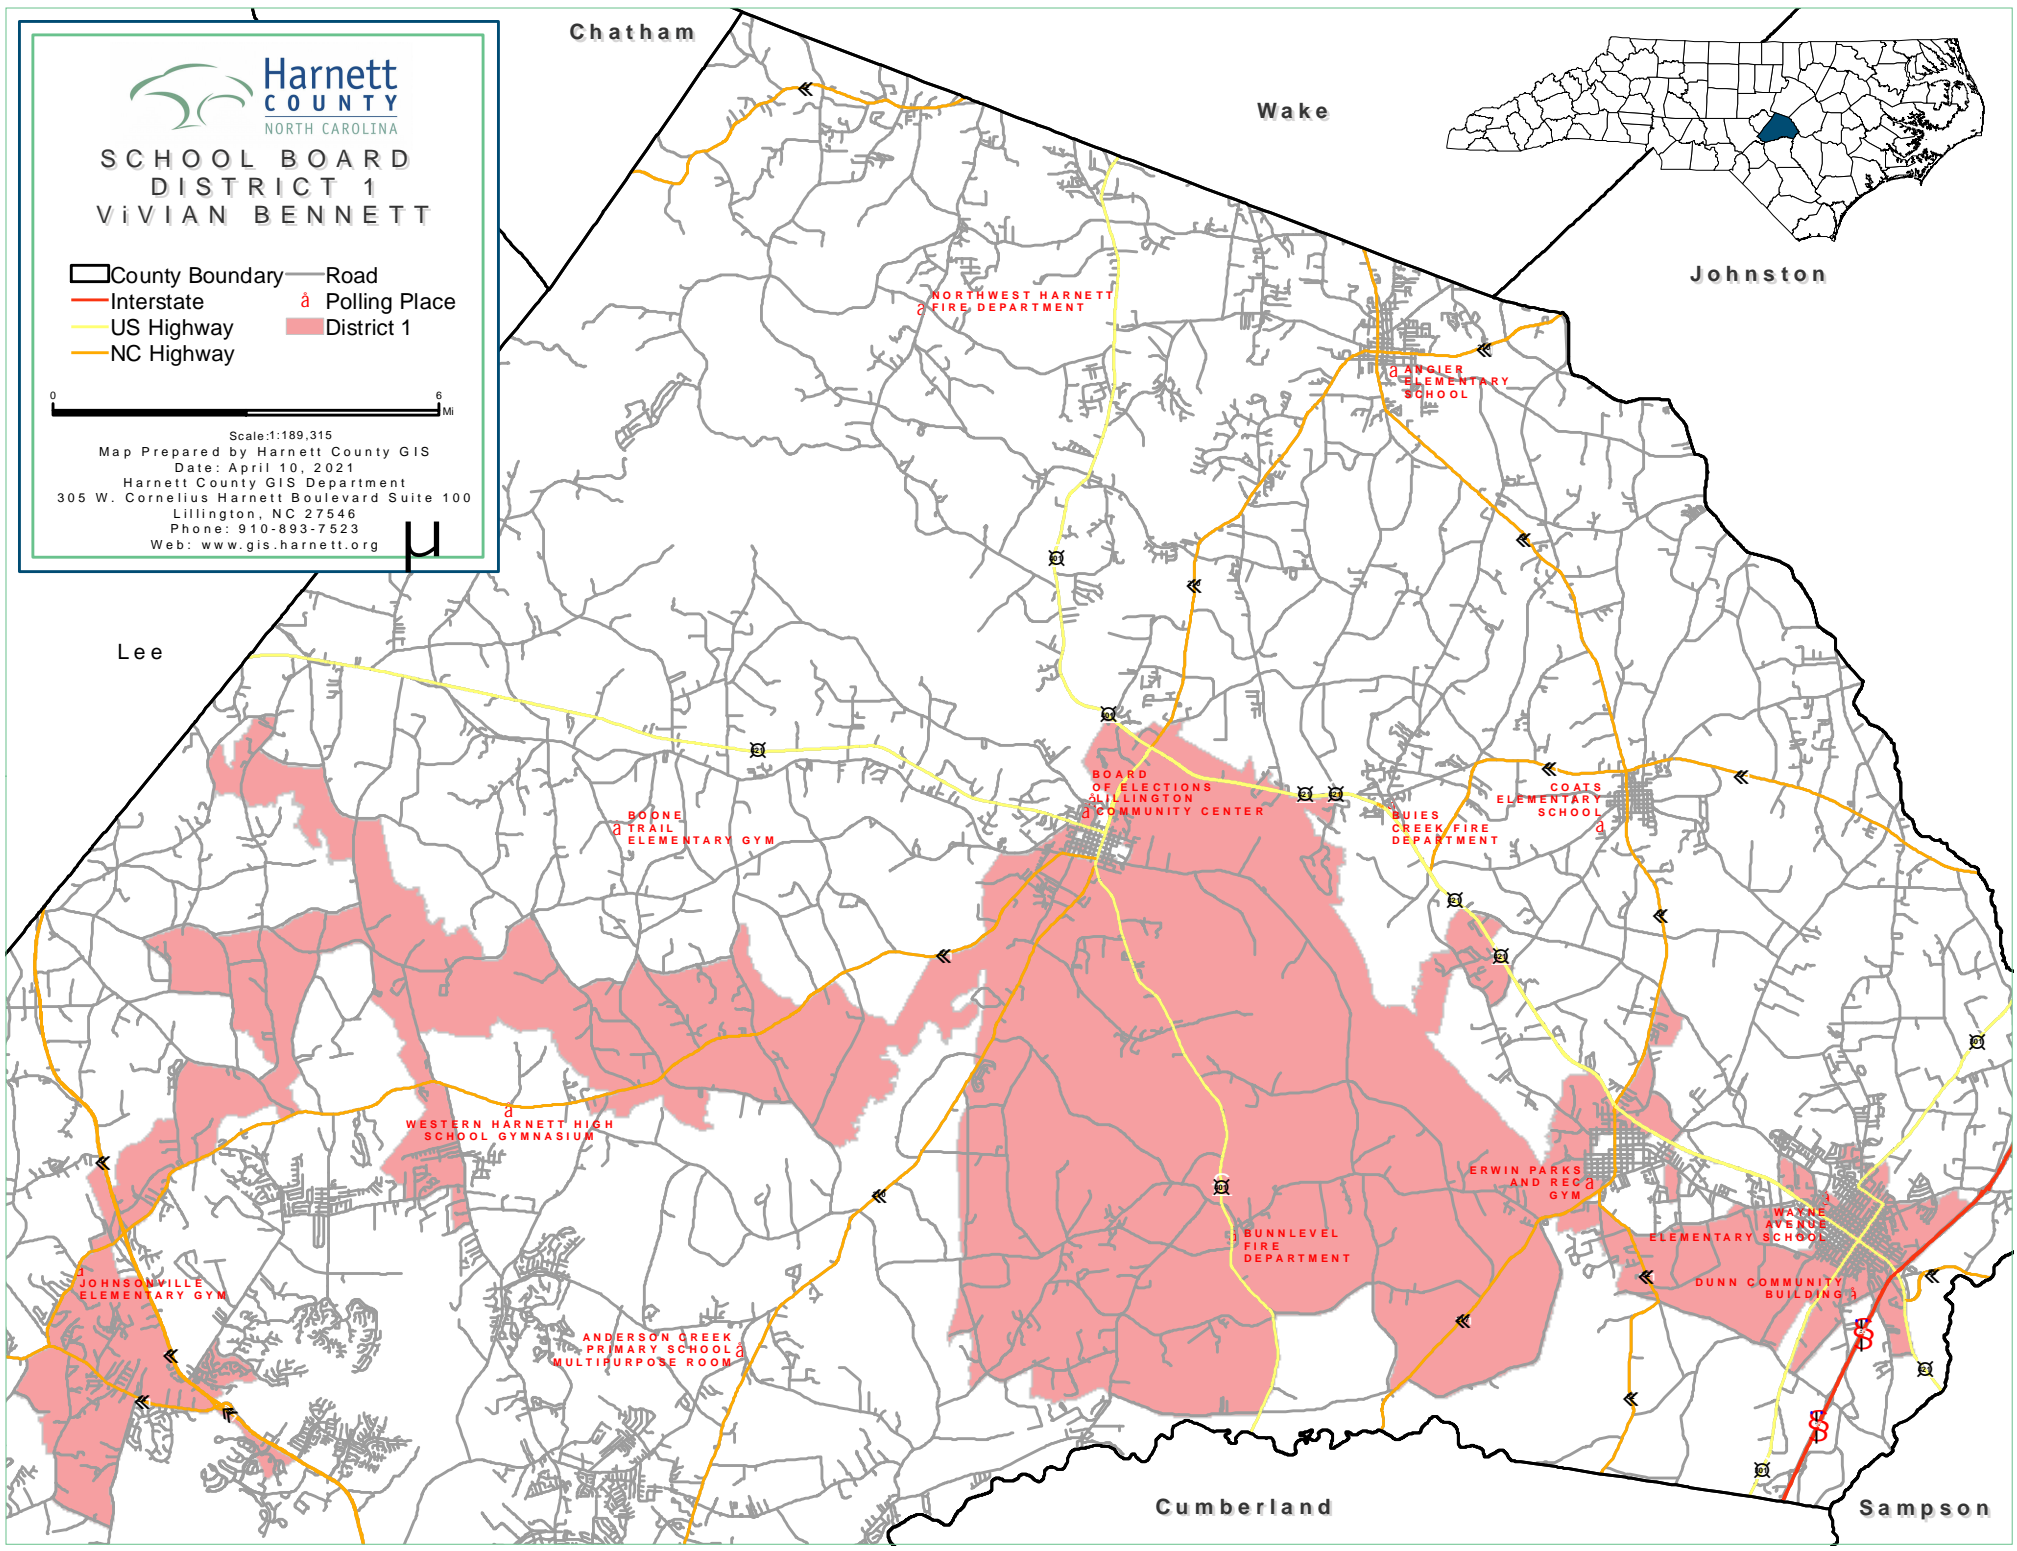 Harnett
COUNTY
NORTH CAROLINA
SCHOOL BOARD
DISTRICT 1
ViVIAN BENNETT
County Boundary
Road
Interstate
å Polling Place
US Highway
District 1
NC Highway
0
6
Mi
Scale:1:189,315
Map Prepared by Harnett County GIS
Date: April 10, 2021
Harnett County GIS Department
305 W. Cornelius Harnett Boulevard Suite 100
Lillington, NC 27546
Phone: 910-893-7523
Web: www.gis.harnett.org
µ
Chatham
Wake
Johnston
Lee
Cumberland
Sampson
NORTHWEST HARNETT
FIRE DEPARTMENT
ANGIER
ELEMENTARY
SCHOOL
BOARD
OF ELECTIONS
LILLINGTON
COMMUNITY CENTER
BOONE
TRAIL
ELEMENTARY GYM
BUIES
CREEK FIRE
DEPARTMENT
COATS
ELEMENTARY
SCHOOL
WESTERN HARNETT HIGH
SCHOOL GYMNASIUM
ERWIN PARKS
AND REC
GYM
WAYNE
AVENUE
ELEMENTARY SCHOOL
BUNNLEVEL
FIRE
DEPARTMENT
JOHNSONVILLE
ELEMENTARY GYM
DUNN COMMUNITY
BUILDING
ANDERSON CREEK
PRIMARY SCHOOL
MULTIPURPOSE ROOM